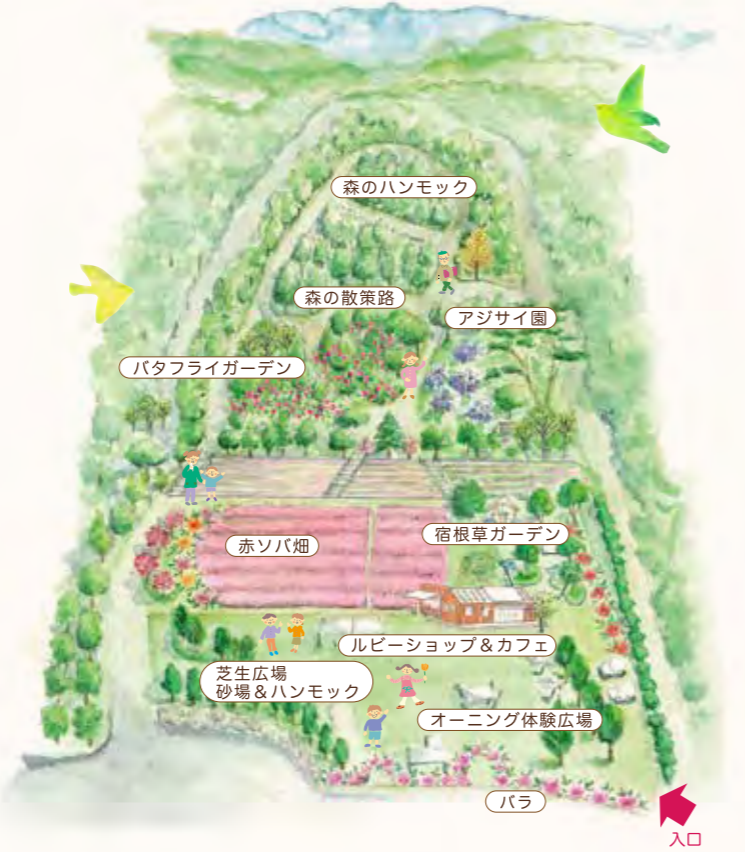 森のハンモック
森の散策路
アジサイ園
バタフライガーデン
宿根草ガーデン
赤ソバ畑
ルビーショップ＆カフェ
芝生広場
砂場＆ハンモック
オーニング体験広場
バラ
入口